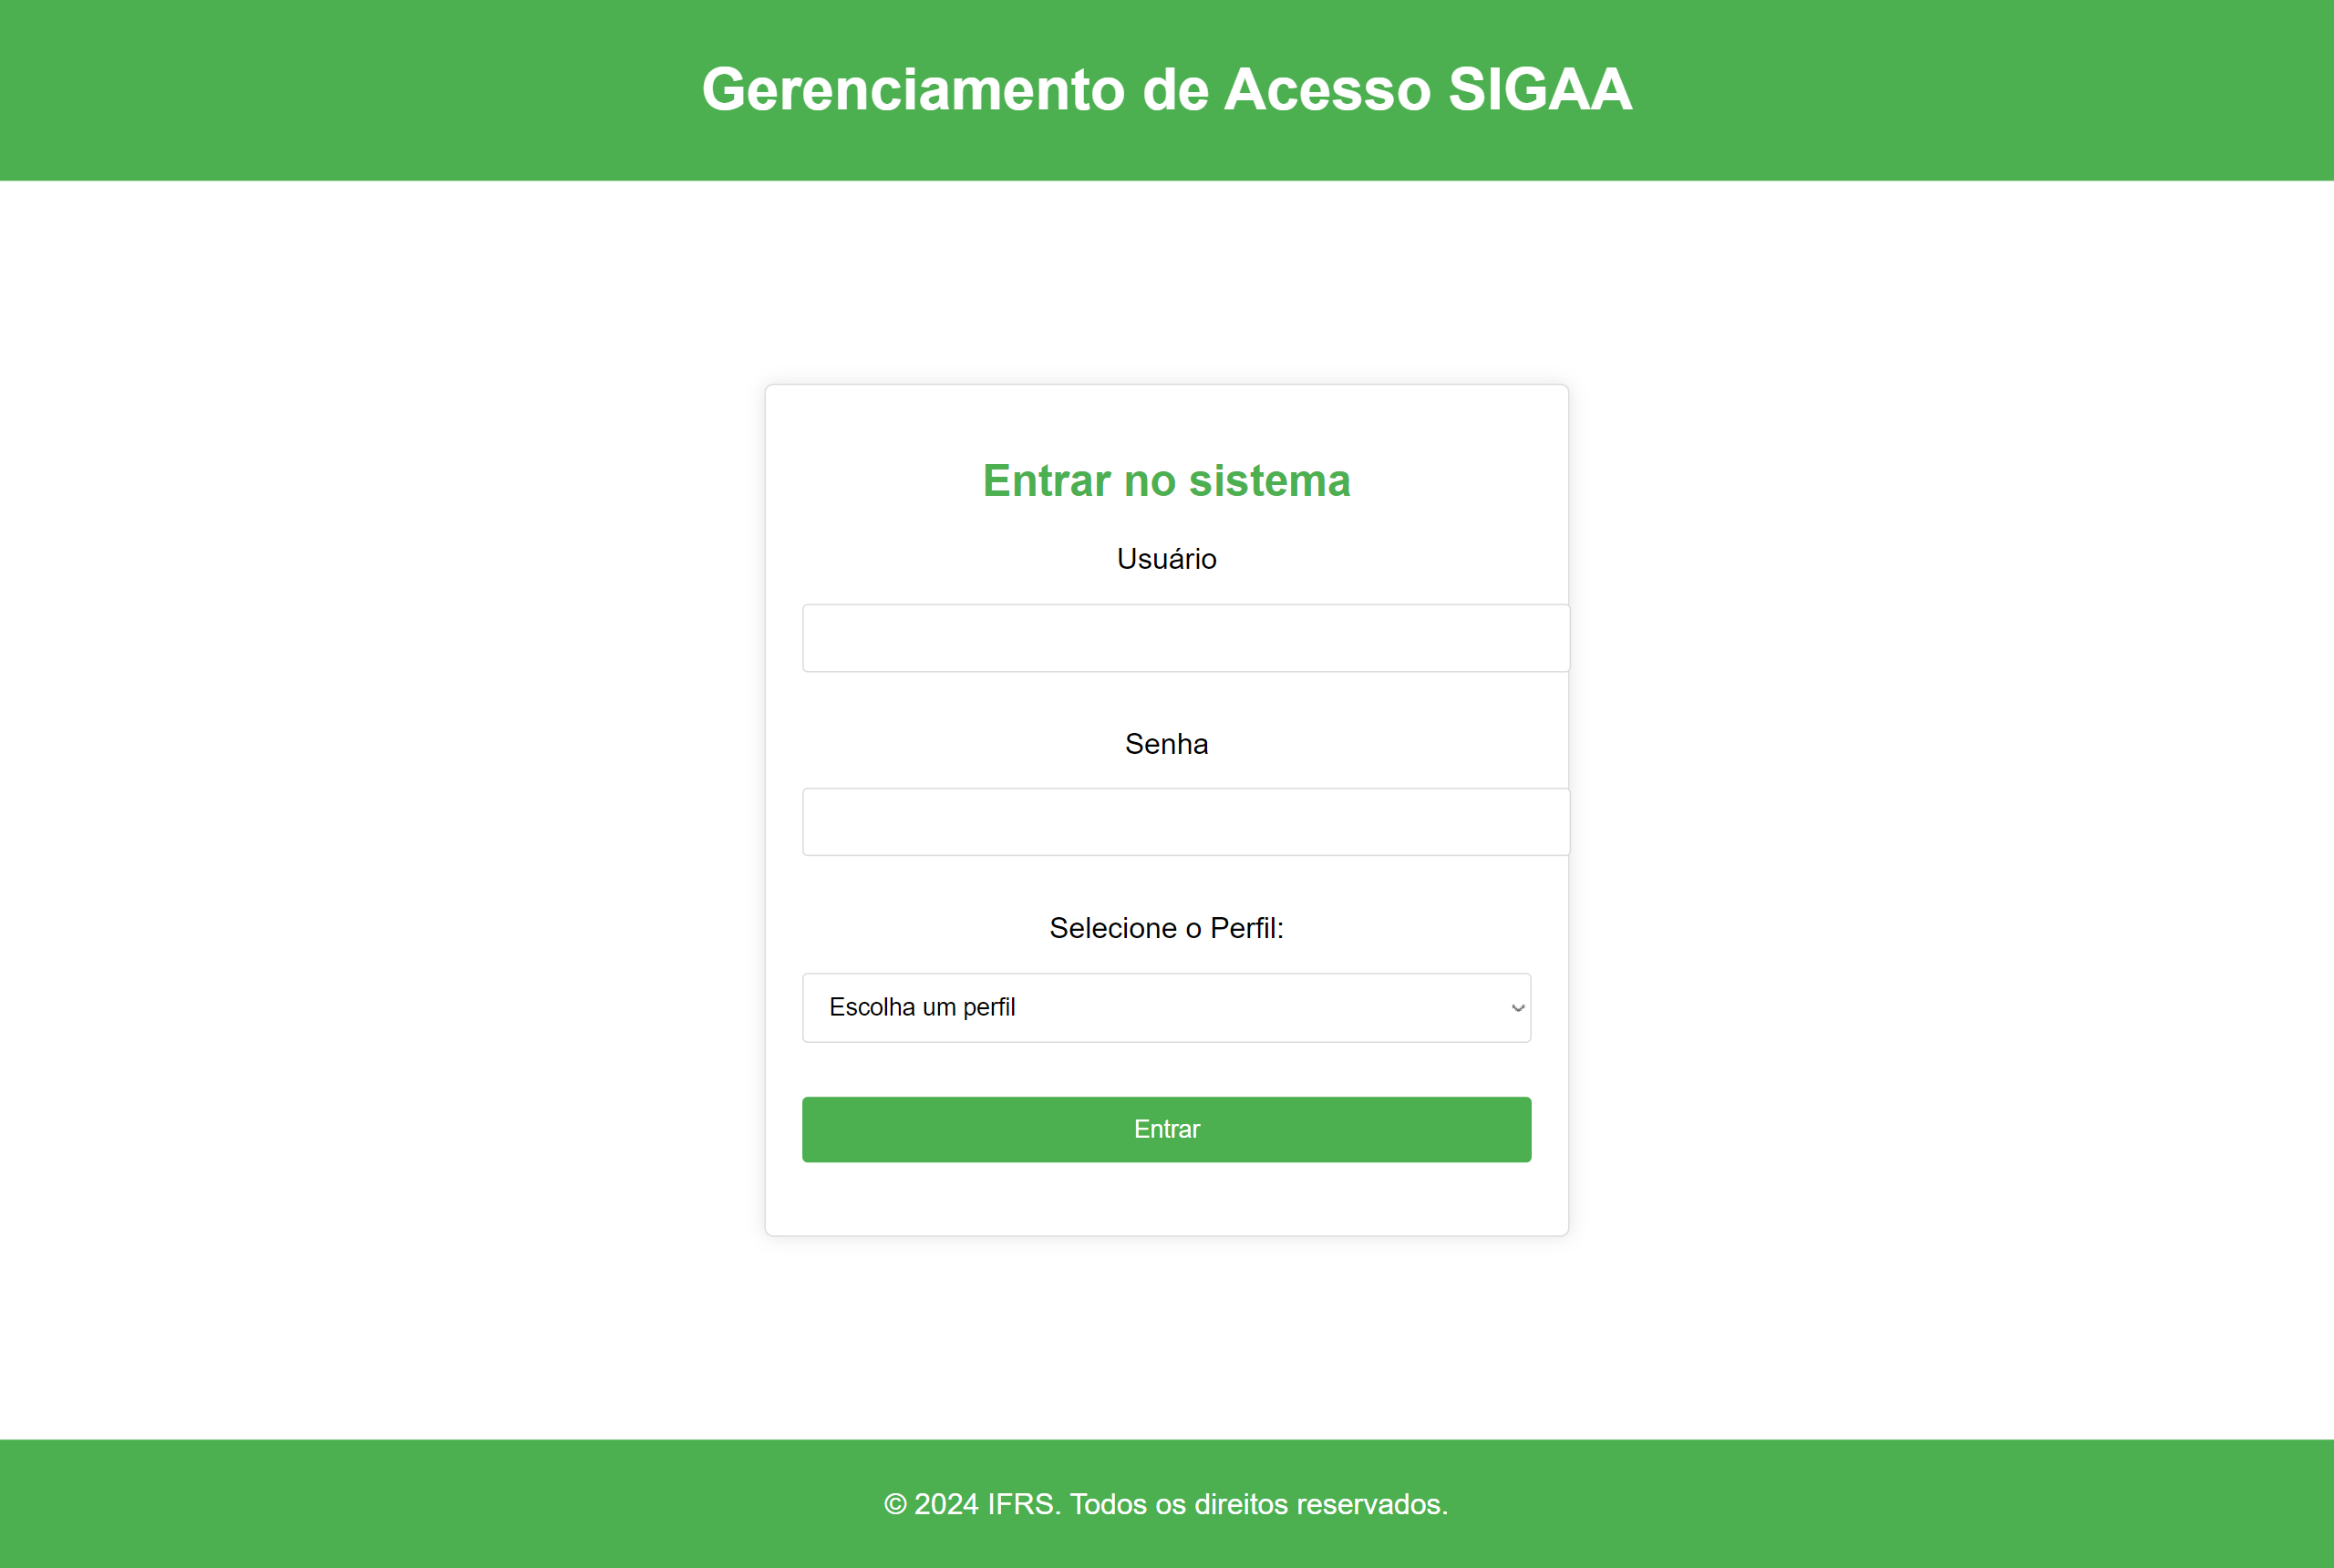 Gerenciamento de Acesso SIGAA
Entrar no sistema
Usuário
Senha
Selecione o Perfil:
Escolha um perfil
Entrar
© 2024 IFRS. Todos os direitos reservados.